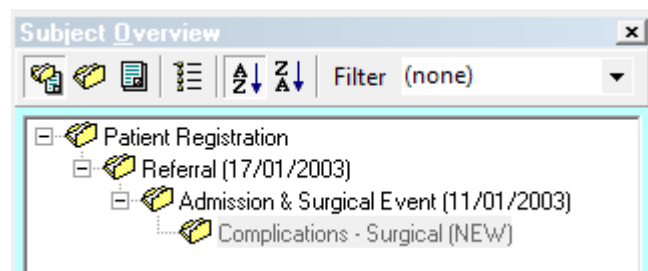 Subject Overview
A Z Z A Filter (none)
Patient Registration
Referral (17/01/2003)
Admission & Surgical Event (11/01/2003)
Complications - Surgical (NEW)